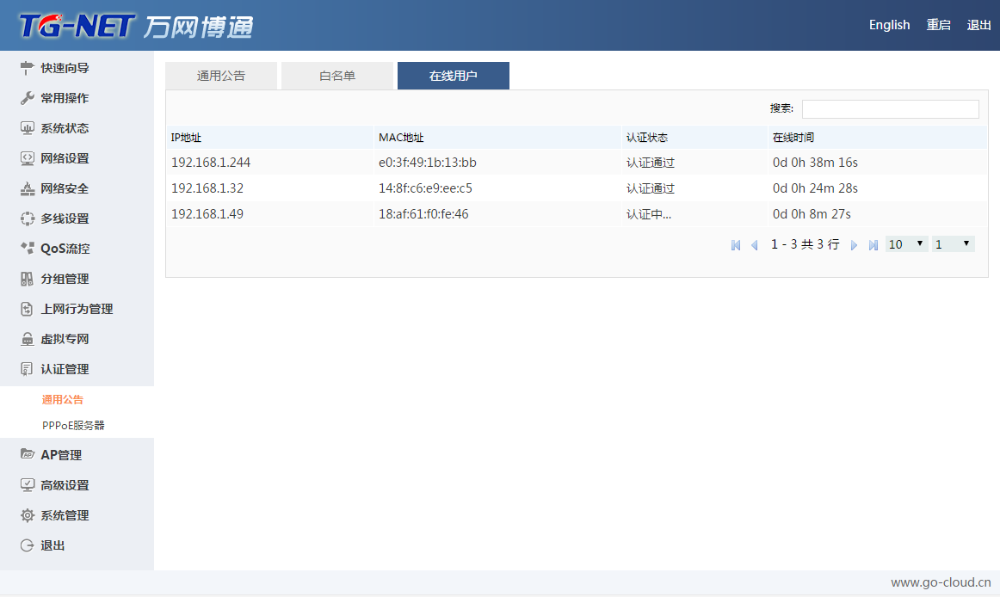 TG-NET 万网博通
English 重启 退出
快速向导
常用操作
系统状态
网络设置
网络安全
多线设置
QoS流控
分组管理
上网行为管理
虚拟专网
认证管理
通用公告
PPPoE服务器
AP管理
高级设置
系统管理
退出
通用公告 白名单 在线用户
搜索:
IP地址 MAC地址 认证状态 在线时间
192.168.1.244 e0:3f:49:1b:13:bb 认证通过 0d 0h 38m 16s
192.168.1.32 14:8f:c6:e9:ee:c5 认证通过 0d 0h 24m 28s
192.168.1.49 18:af:61:f0:fe:46 认证中... 0d 0h 8m 27s
1 - 3 共 3 行 10 1
www.go-cloud.cn